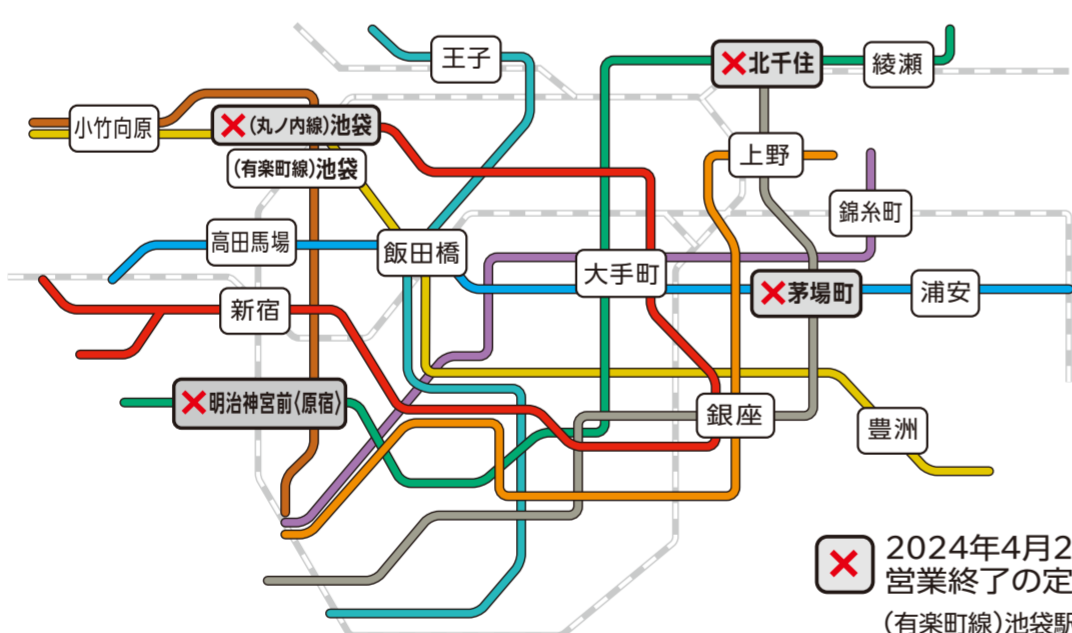 王子
北千住
綾瀬
小竹向原
(丸ノ内線)池袋
(有楽町線)池袋
上野
錦糸町
高田馬場
飯田橋
大手町
茅場町
浦安
新宿
明治神宮前〈原宿〉
銀座
豊洲
2024年4月2
営業終了の定
(有楽町線)池袋駅